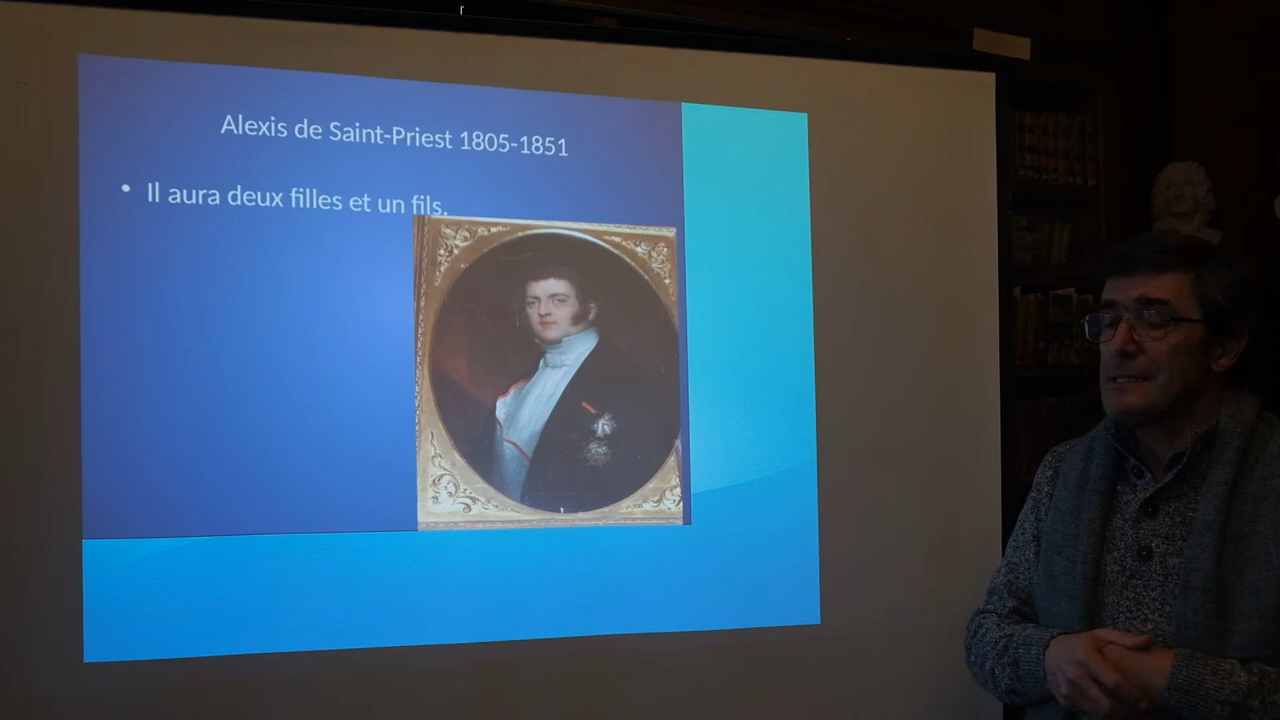 Alexis de Saint-Priest 1805-1851
• Il aura deux filles et un fils.